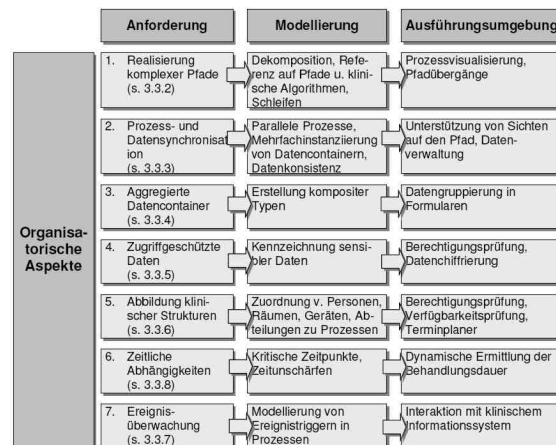 Anforderung
Modellierung
Ausführungsumgebung
Organisa-
torische
Aspekte
1. Realisierung
komplexer Pfade
(s. 3.3.2)
Dekomposition, Refe-
renz auf Pfade u. klini-
sche Algorithmen,
Schleifen
Prozessvisualisierung,
Pfadübergänge
2. Prozess- und
Datensynchronisat
ion
(s. 3.3.3)
Parallele Prozesse,
Mehrfachinstanziierung
von Datencontainern,
Datenkonsistenz
Unterstützung von Sichten
auf den Pfad, Daten-
verwaltung
3. Aggregierte
Datencontainer
(s. 3.3.4)
Erstellung kompositer
Typen
Datengruppierung in
Formularen
4. Zugriffgeschützte
Daten
(s. 3.3.5)
Kennzeichnung sensi-
bler Daten
Berechtigungsprüfung,
Datenchiffrierung
5. Abbildung klini-
scher Strukturen
(s. 3.3.6)
Zuordnung v. Personen,
Räumen, Geräten, Ab-
teilungen zu Prozessen
Berechtigungsprüfung,
Verfügbarkeitsprüfung,
Terminplaner
6. Zeitliche
Abhängigkeiten
(s. 3.3.8)
Kritische Zeitpunkte,
Zeitunschärfen
Dynamische Ermittlung der
Behandlungsdauer
7. Ereignis-
überwachung
(s. 3.3.7)
Modellierung von
Ereignistriggern in
Prozessen
Interaktion mit klinischem
Informationssystem